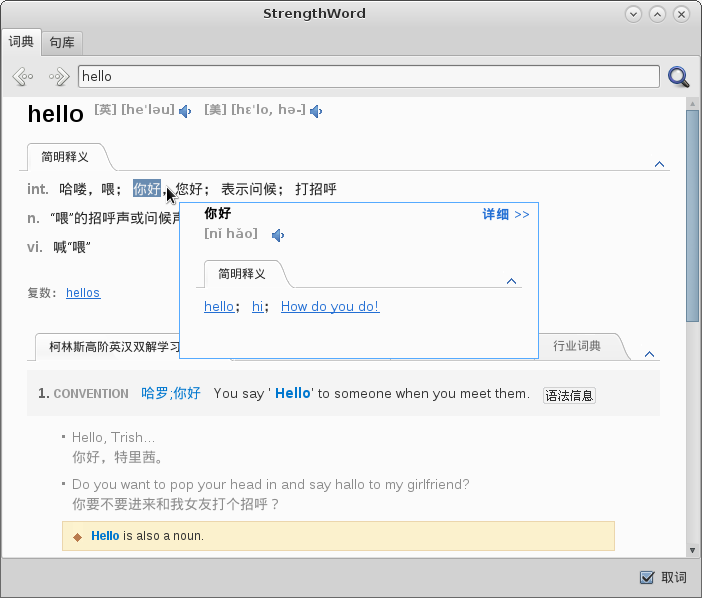 StrengthWord
词典 句库
hello
hello [英] [heˈləu] [美] [hɛˈlo, hə-]
简明释义
int. 哈喽，喂； 你好，您好； 表示问候； 打招呼
n. “喂”的招呼声或问候声
vi. 喊“喂”
复数： hellos
你好 详细 >>
[nǐ hǎo]
简明释义
hello； hi； How do you do!
柯林斯高阶英汉双解学习 行业词典
1. CONVENTION 哈罗;你好 You say ' Hello' to someone when you meet them. 语法信息
• Hello, Trish...
你好，特里茜。
• Do you want to pop your head in and say hallo to my girlfriend?
你要不要进来和我女友打个招呼？
◆ Hello is also a noun.
取词